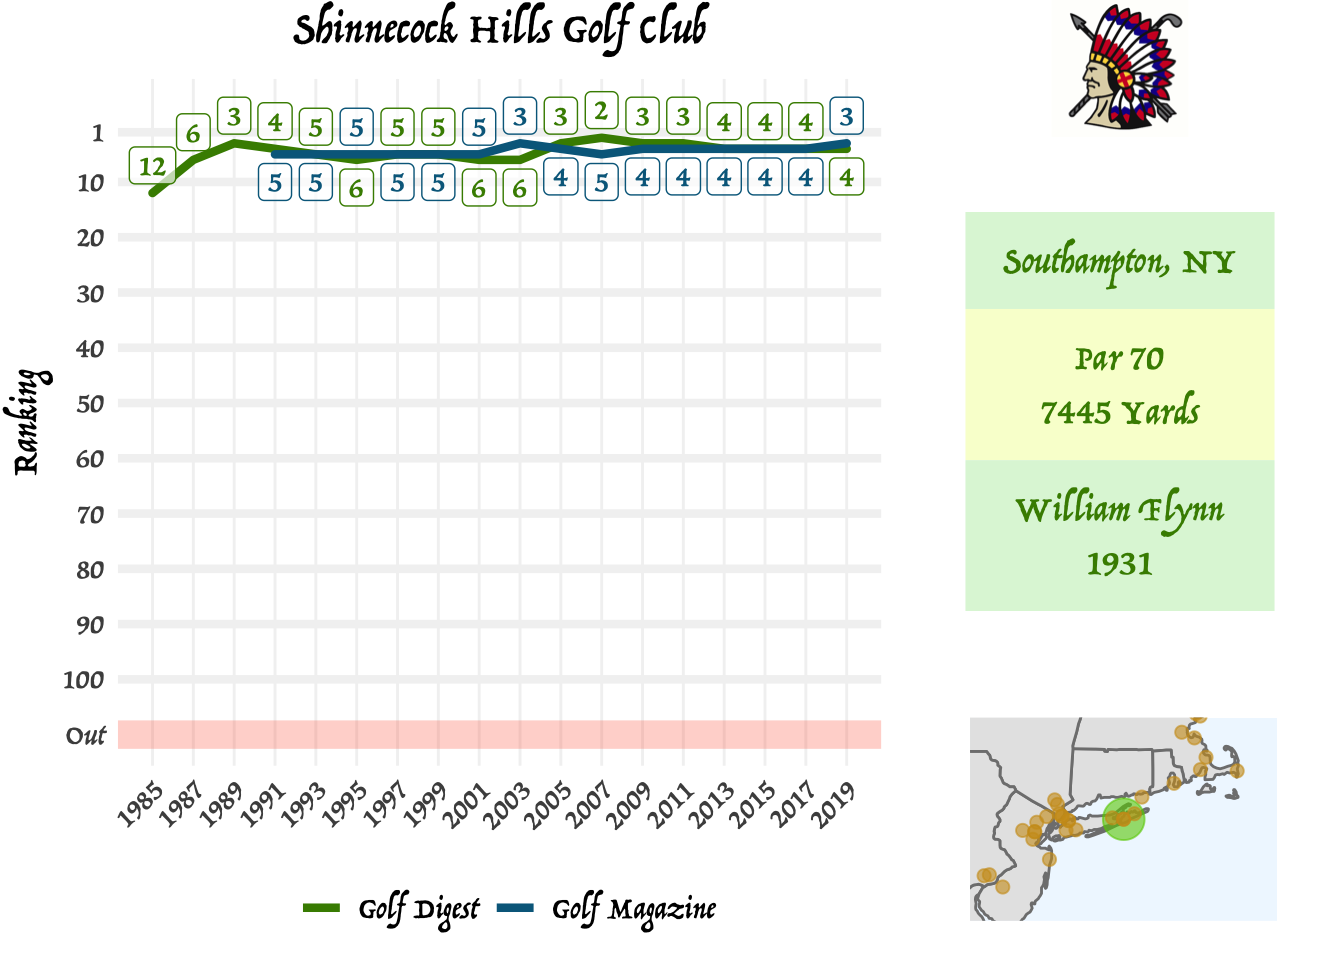 Shinnecock Hills Golf Club
12 6 3 4 5 5 5 5 5 3 3 2 3 3 4 4 4 3
5 5 6 5 5 6 6 4 5 4 4 4 4 4 4
Ranking
1
10
20
30
40
50
60
70
80
90
100
Out
1985 1987 1989 1991 1993 1995 1997 1999 2001 2003 2005 2007 2009 2011 2013 2015 2017 2019
Golf Digest Golf Magazine
Southampton, NY
Par 70
7445 Yards
William Flynn
1931